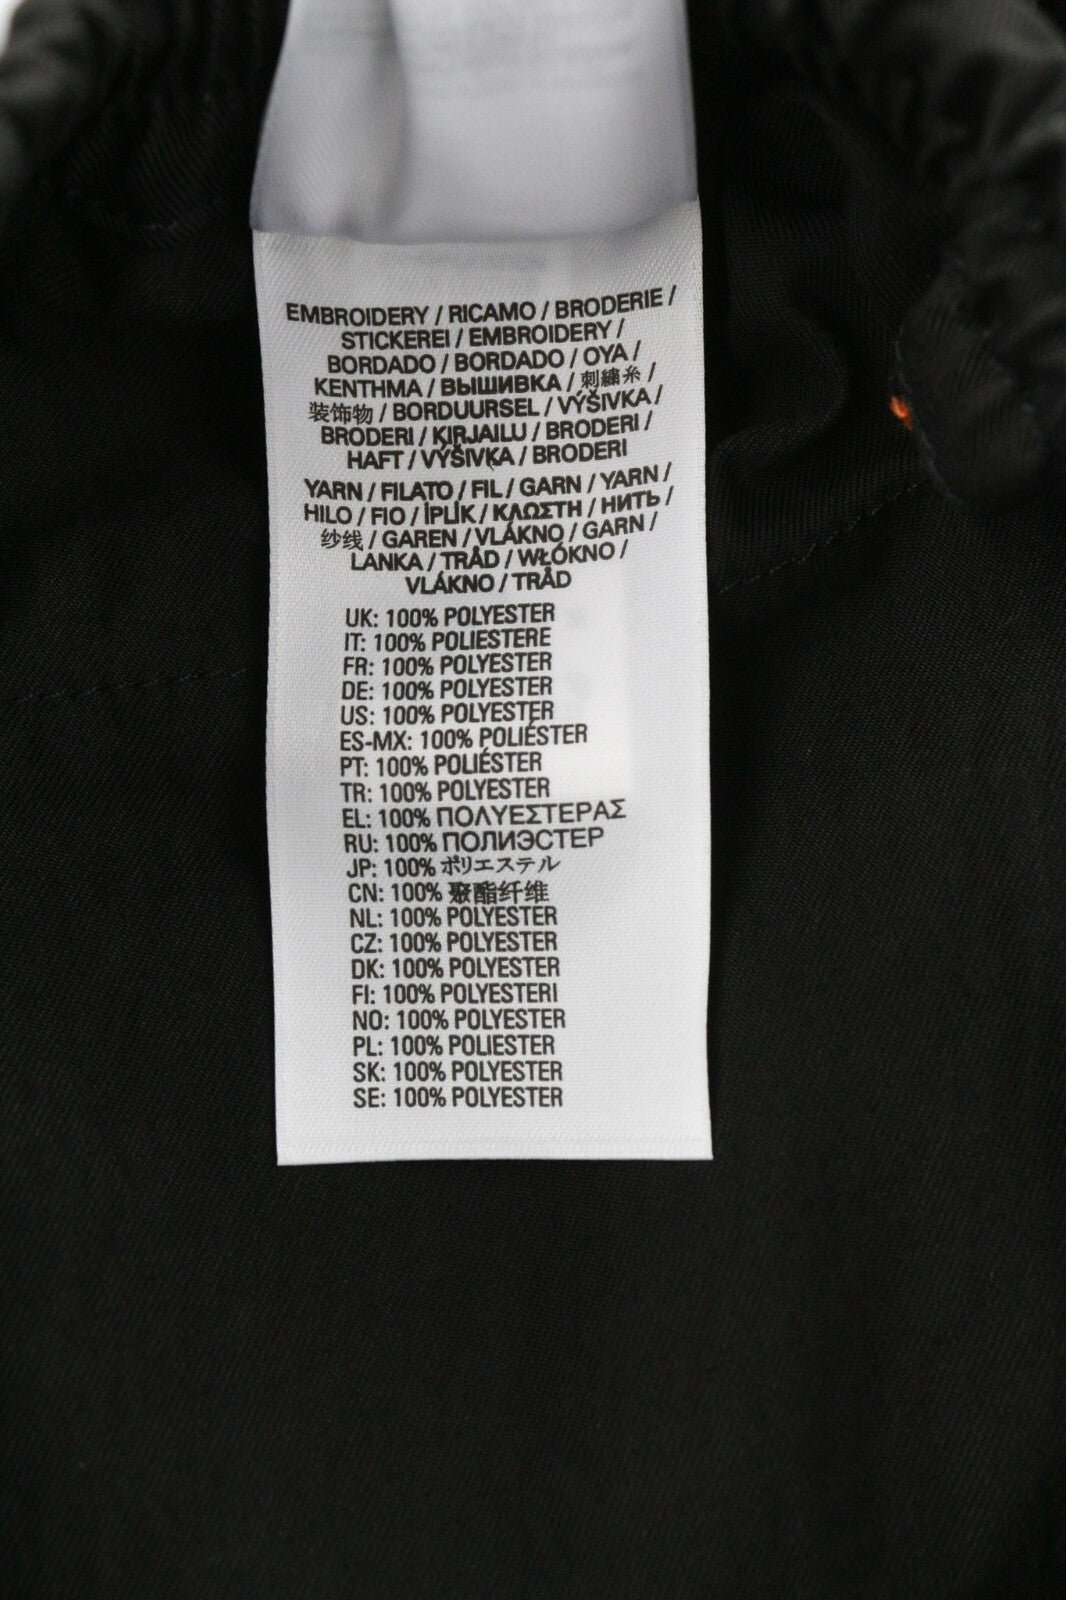 EMBROIDERY / RICAMO / BRODERIE /
STICKEREI / EMBROIDERY /
BORDADO / BORDADO / OYA /
KENTHMA / ВЫШИВКА / 刺繍糸 /
装饰物 / BORDUURSEL / VÝŠIVKA /
BRODERI / KIRJAILU / BRODERI /
HAFT / VÝŠIVKA / BRODERI
YARN / FILATO / FIL / GARN / YARN /
HILO / FIO / İPLİK / ΚΛΩΣΤΗ / НИТЬ /
纱线 / GAREN / VLÁKNO / GARN /
LANKA / TRÅD / WŁÓKNO /
VLÁKNO / TRÅD
UK: 100% POLYESTER
IT: 100% POLIESTERE
FR: 100% POLYESTER
DE: 100% POLYESTER
US: 100% POLYESTER
ES-MX: 100% POLIÉSTER
PT: 100% POLIÉSTER
TR: 100% POLYESTER
EL: 100% ΠΟΛΥΕΣΤΕΡΑΣ
RU: 100% ПОЛИЭСТЕР
JP: 100% ポリエステル
CN: 100% 聚酯纤维
NL: 100% POLYESTER
CZ: 100% POLYESTER
DK: 100% POLYESTER
FI: 100% POLYESTERI
NO: 100% POLYESTER
PL: 100% POLIESTER
SK: 100% POLYESTER
SE: 100% POLYESTER